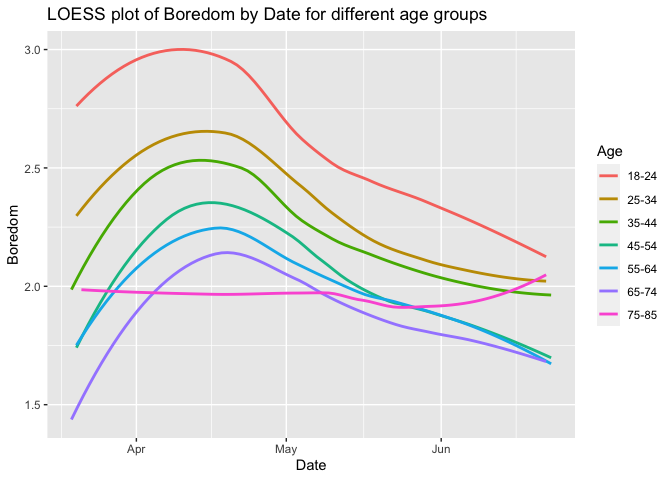 LOESS plot of Boredom by Date for different age groups
3.0
2.5
2.0
1.5
Boredom
Apr
May
Jun
Date
Age
18-24
25-34
35-44
45-54
55-64
65-74
75-85